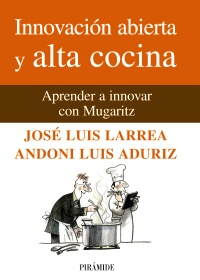 Innovación abierta
y alta cocina
Aprender a innovar
con Mugaritz
JOSÉ LUIS LARREA
ANDONI LUIS ADURIZ
PIRÁMIDE